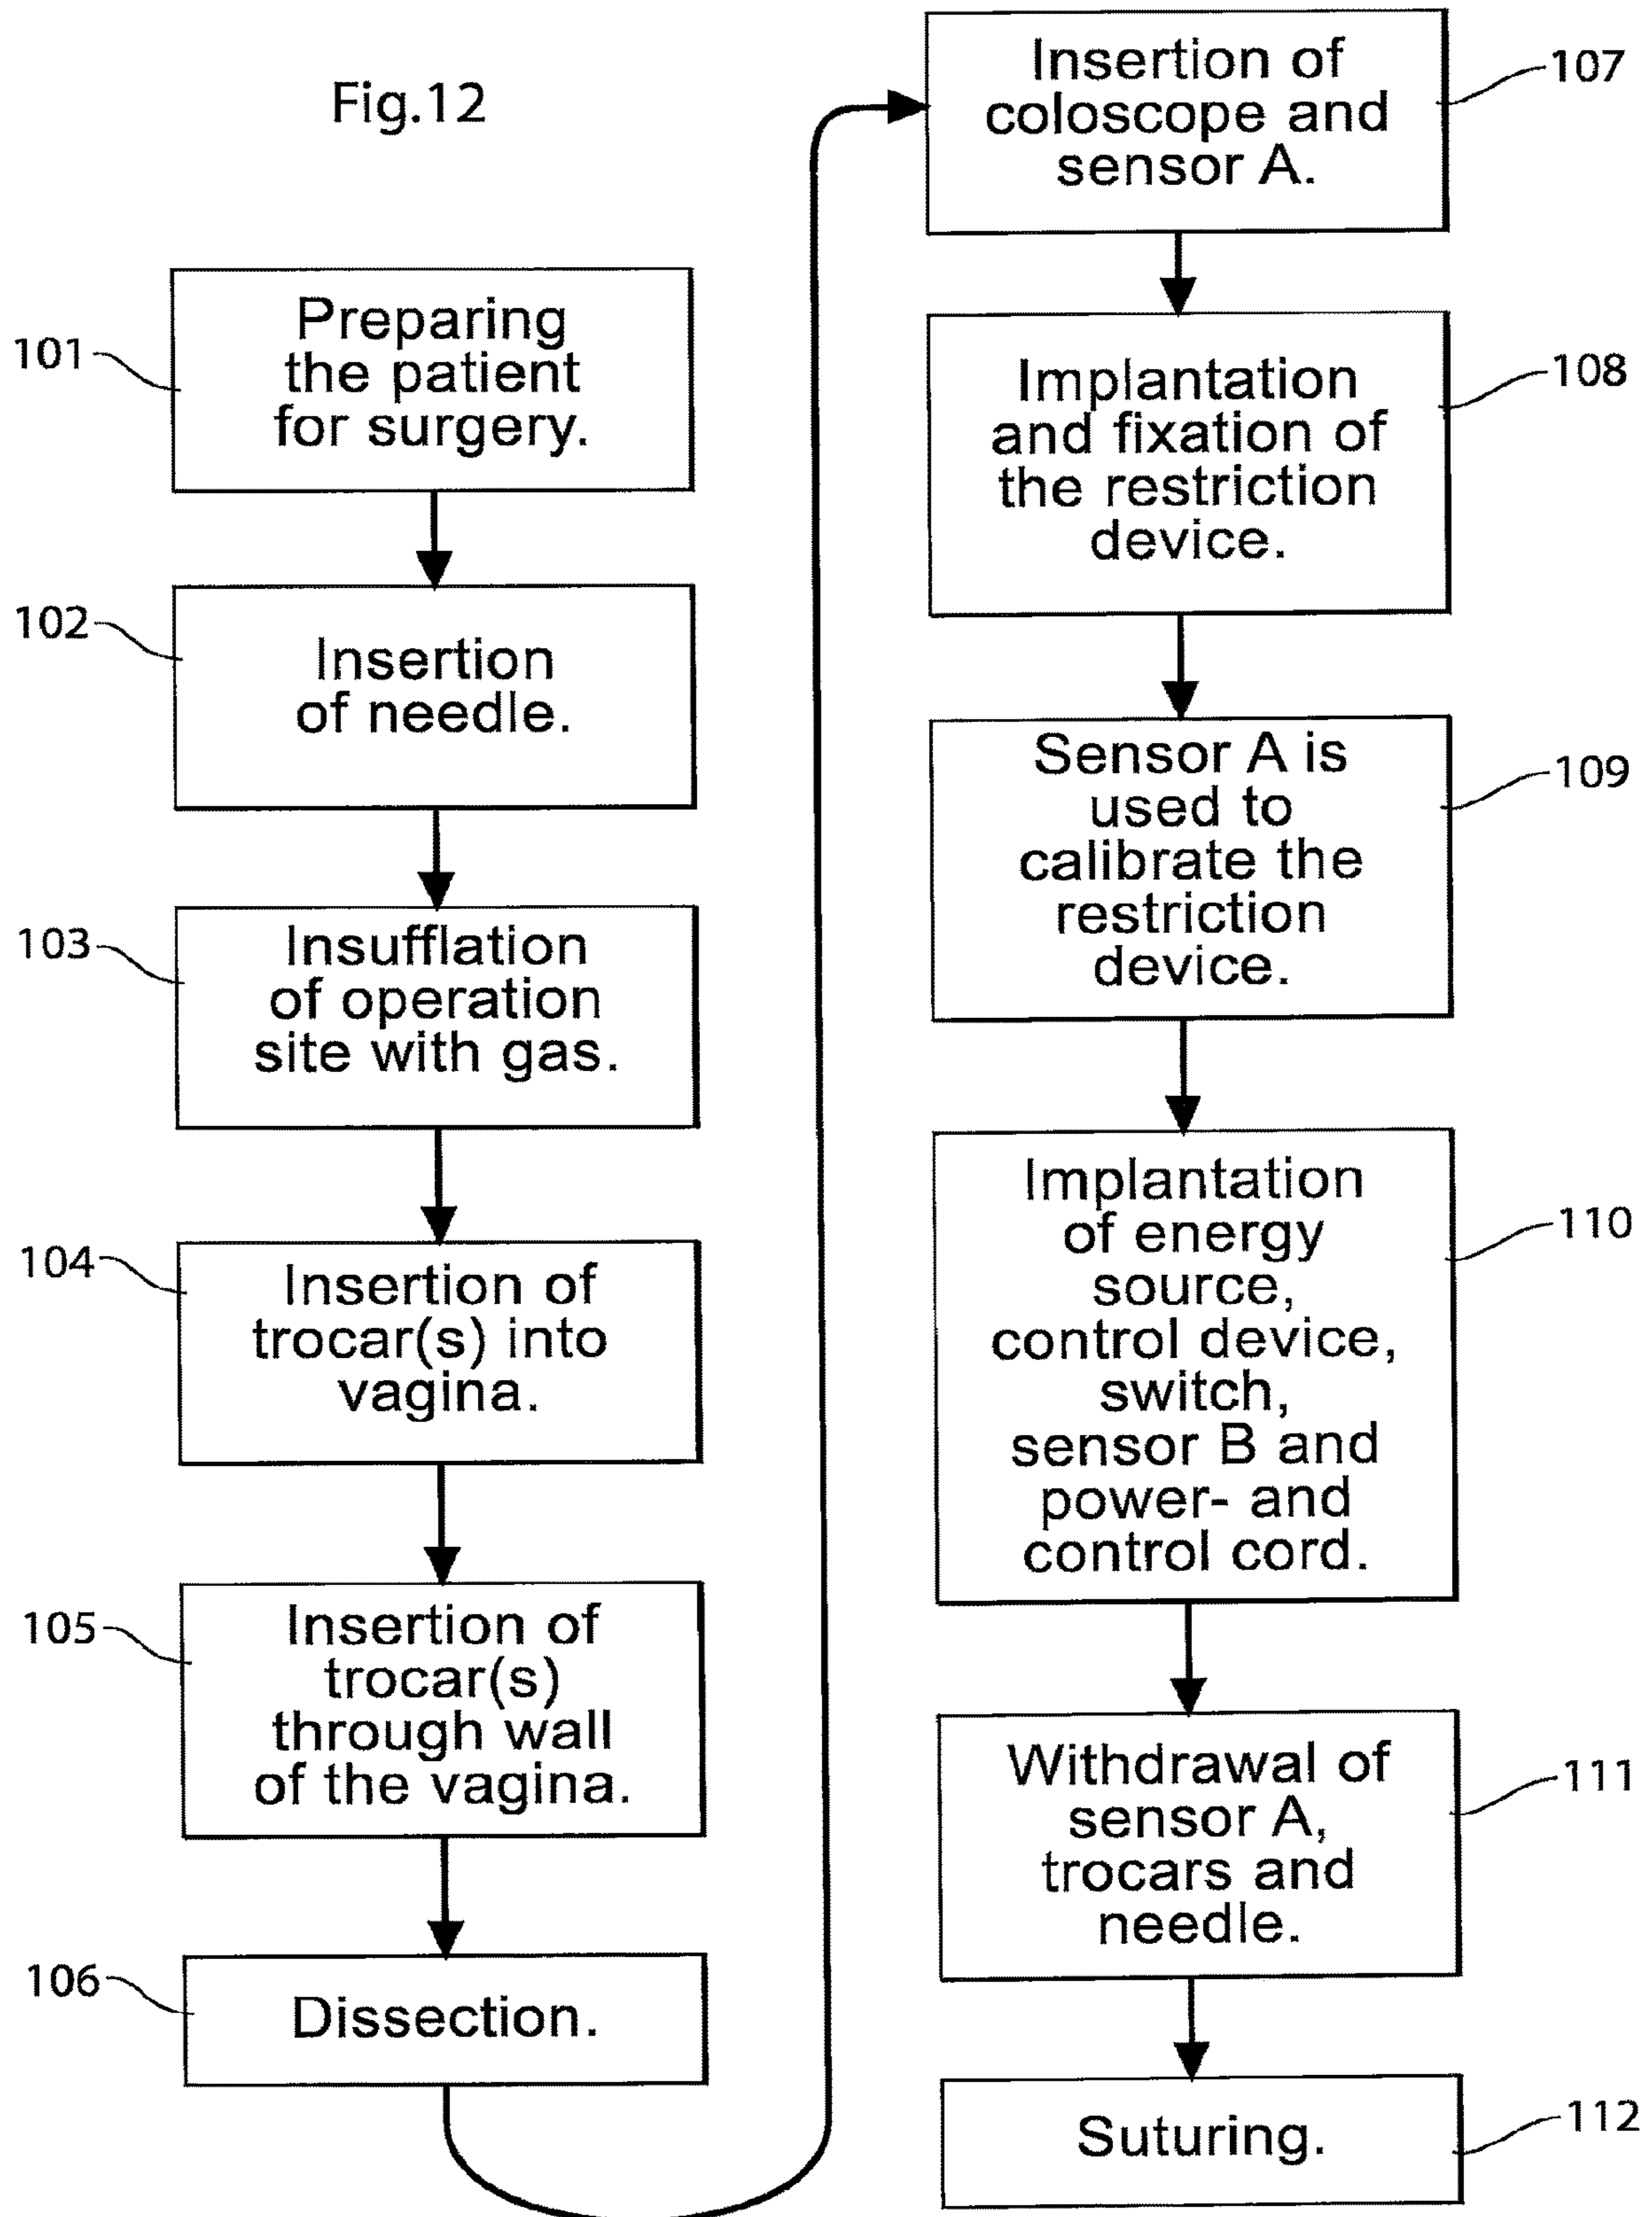 Fig.12
101
Preparing
the patient
for surgery.
102
Insertion
of needle.
103
Insufflation
of operation
site with gas.
104
Insertion of
trocar(s) into
vagina.
105
Insertion of
trocar(s)
through wall
of the vagina.
106
Dissection.
107
Insertion of
coloscope and
sensor A.
108
Implantation
and fixation of
the restriction
device.
109
Sensor A is
used to
calibrate the
restriction
device.
110
Implantation
of energy
source,
control device,
switch,
sensor B and
power- and
control cord.
111
Withdrawal of
sensor A,
trocars and
needle.
112
Suturing.